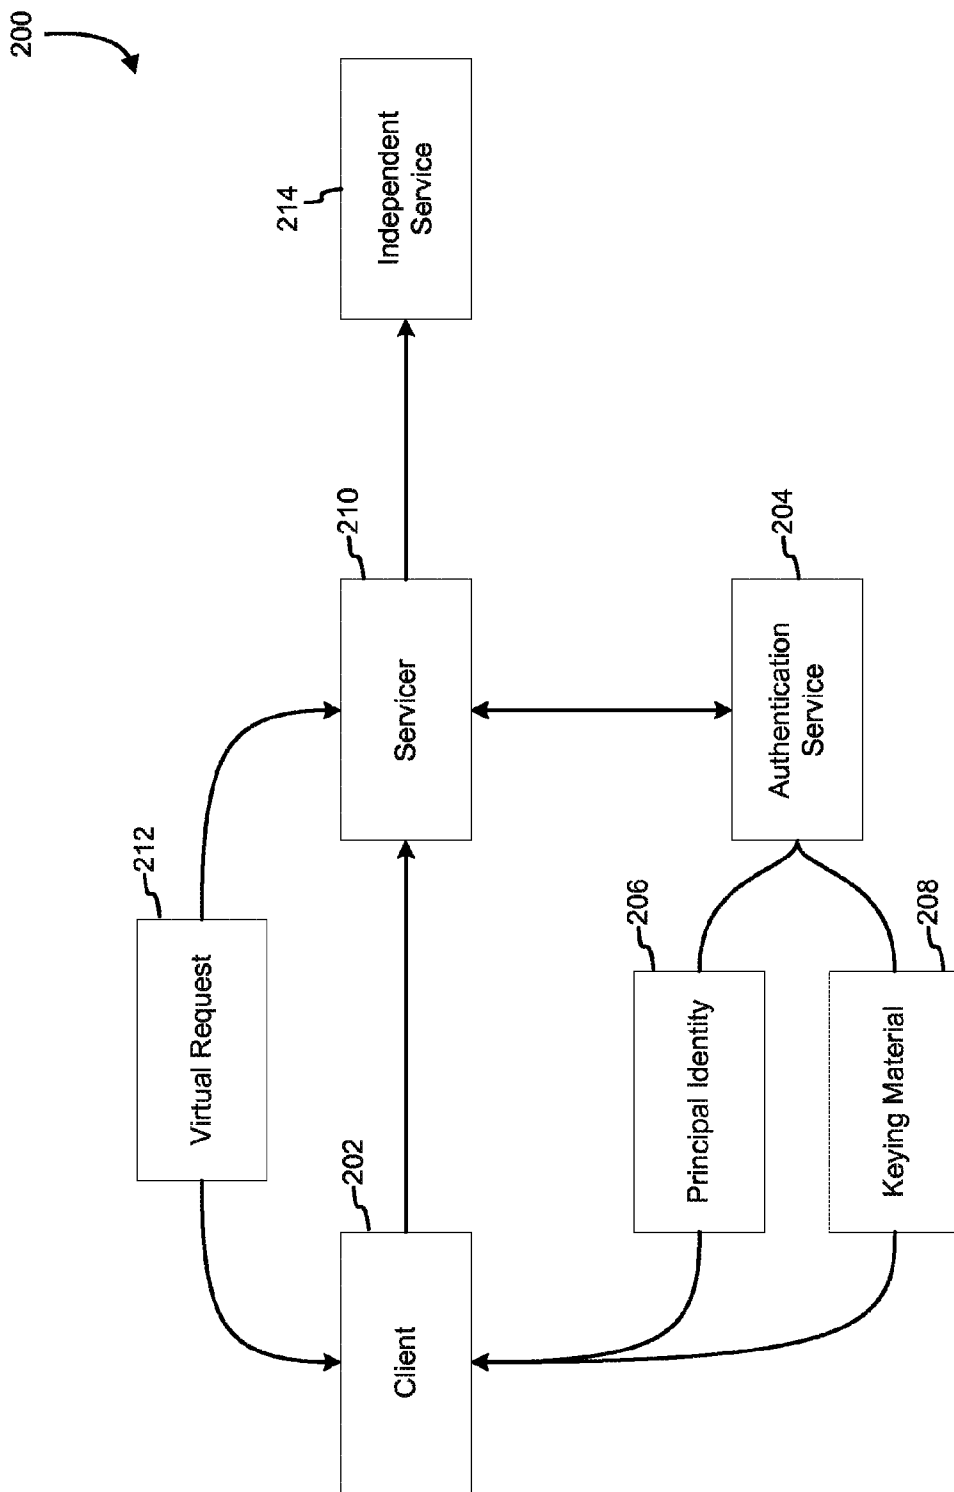 200
Virtual Request
212
Client
202
Servicer
210
Independent
Service
214
Principal Identity
206
Keying Material
208
Authentication
Service
204